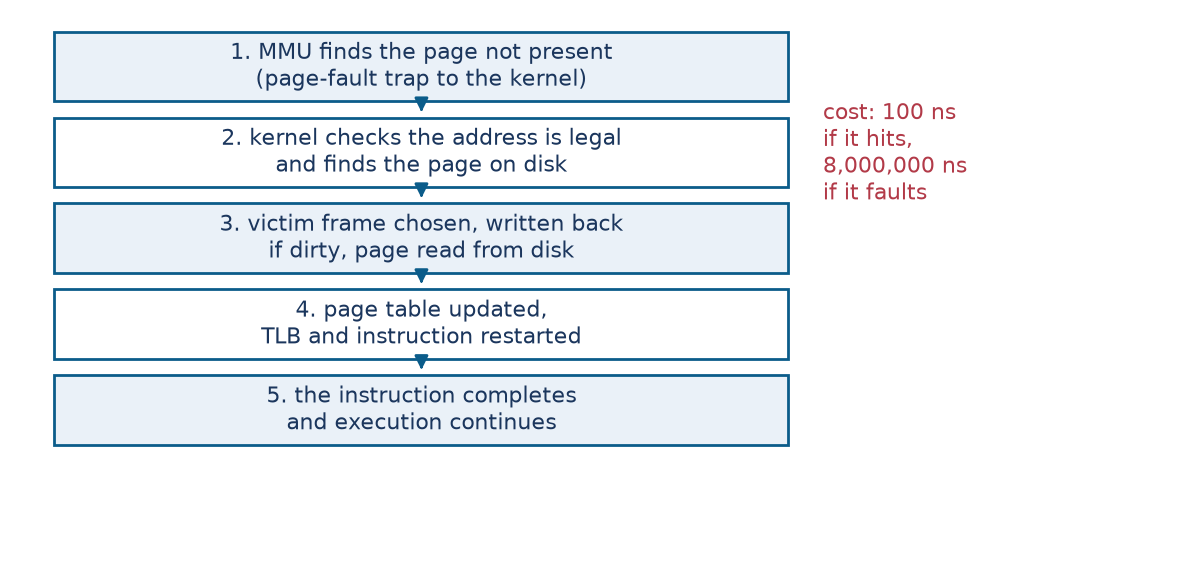 1. MMU finds the page not present
(page-fault trap to the kernel)
2. kernel checks the address is legal
and finds the page on disk
3. victim frame chosen, written back
if dirty, page read from disk
4. page table updated,
TLB and instruction restarted
5. the instruction completes
and execution continues
cost: 100 ns
if it hits,
8,000,000 ns
if it faults